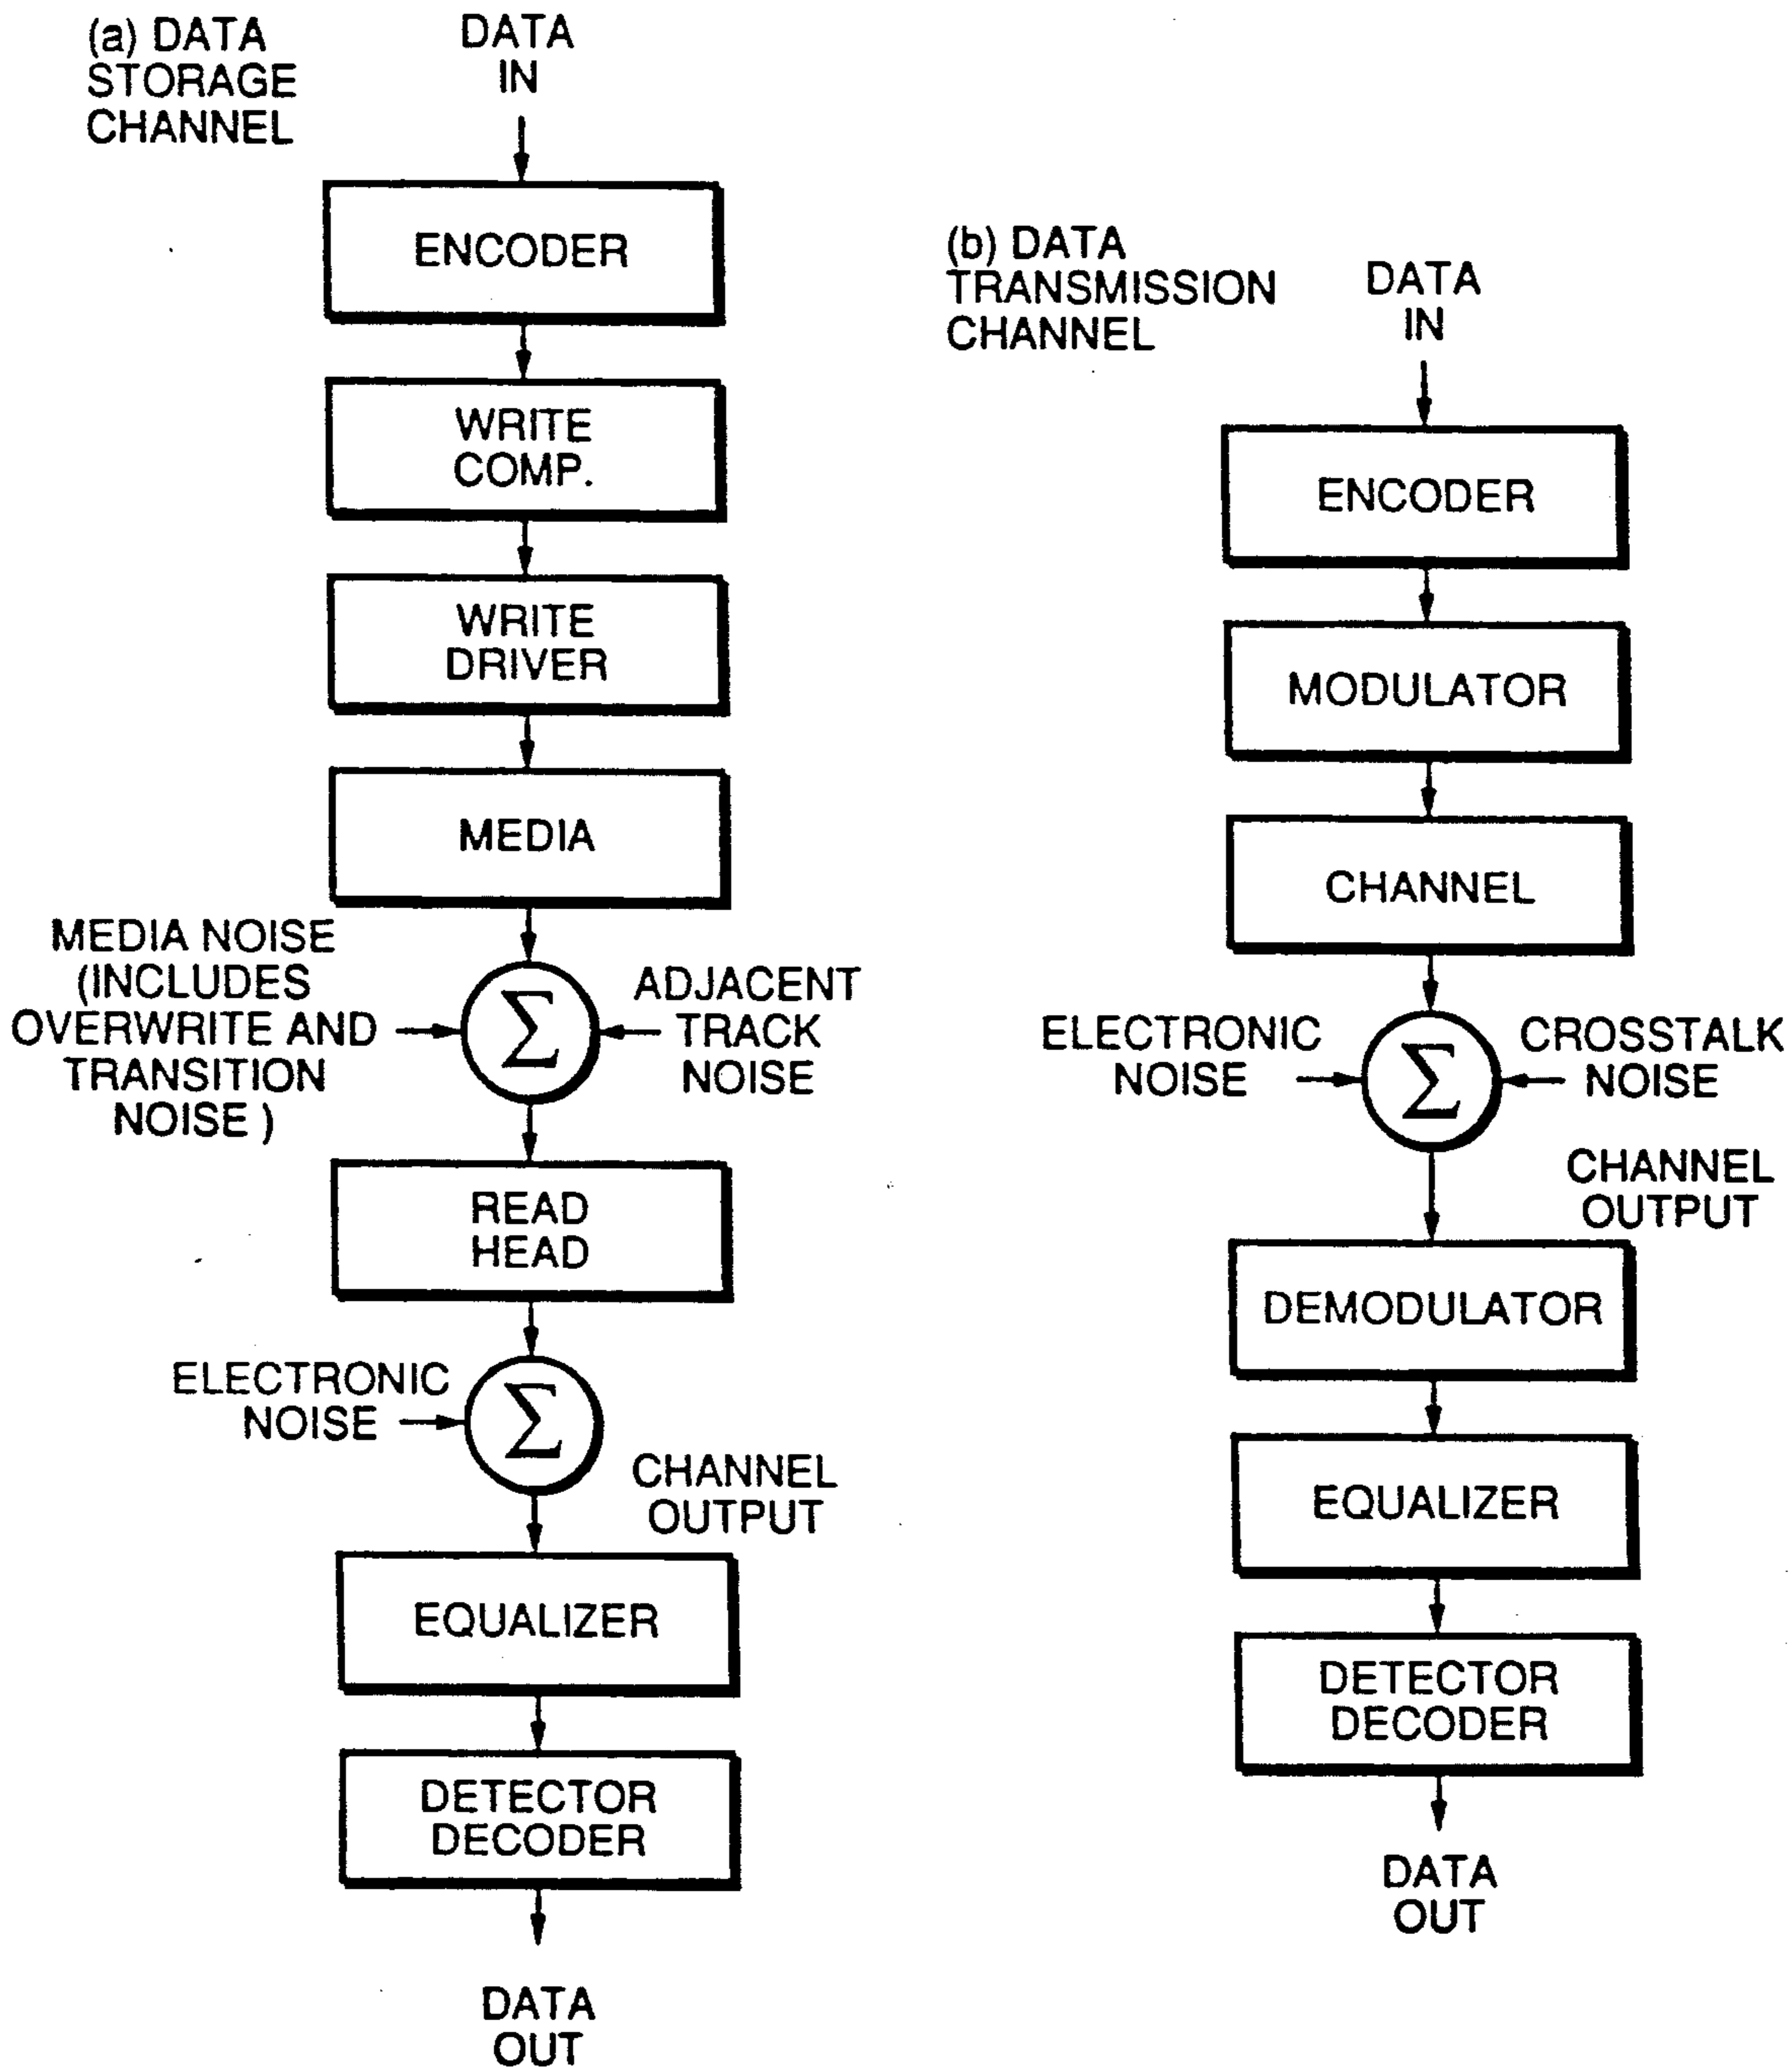 (a) DATA
STORAGE
CHANNEL
DATA
IN
ENCODER
WRITE
COMP.
WRITE
DRIVER
MEDIA
MEDIA NOISE
(INCLUDES
OVERWRITE AND
TRANSITION
NOISE )
Σ
ADJACENT
TRACK
NOISE
READ
HEAD
ELECTRONIC
NOISE
Σ
CHANNEL
OUTPUT
EQUALIZER
DETECTOR
DECODER
DATA
OUT
(b) DATA
TRANSMISSION
CHANNEL
DATA
IN
ENCODER
MODULATOR
CHANNEL
ELECTRONIC
NOISE
Σ
CROSSTALK
NOISE
CHANNEL
OUTPUT
DEMODULATOR
EQUALIZER
DETECTOR
DECODER
DATA
OUT